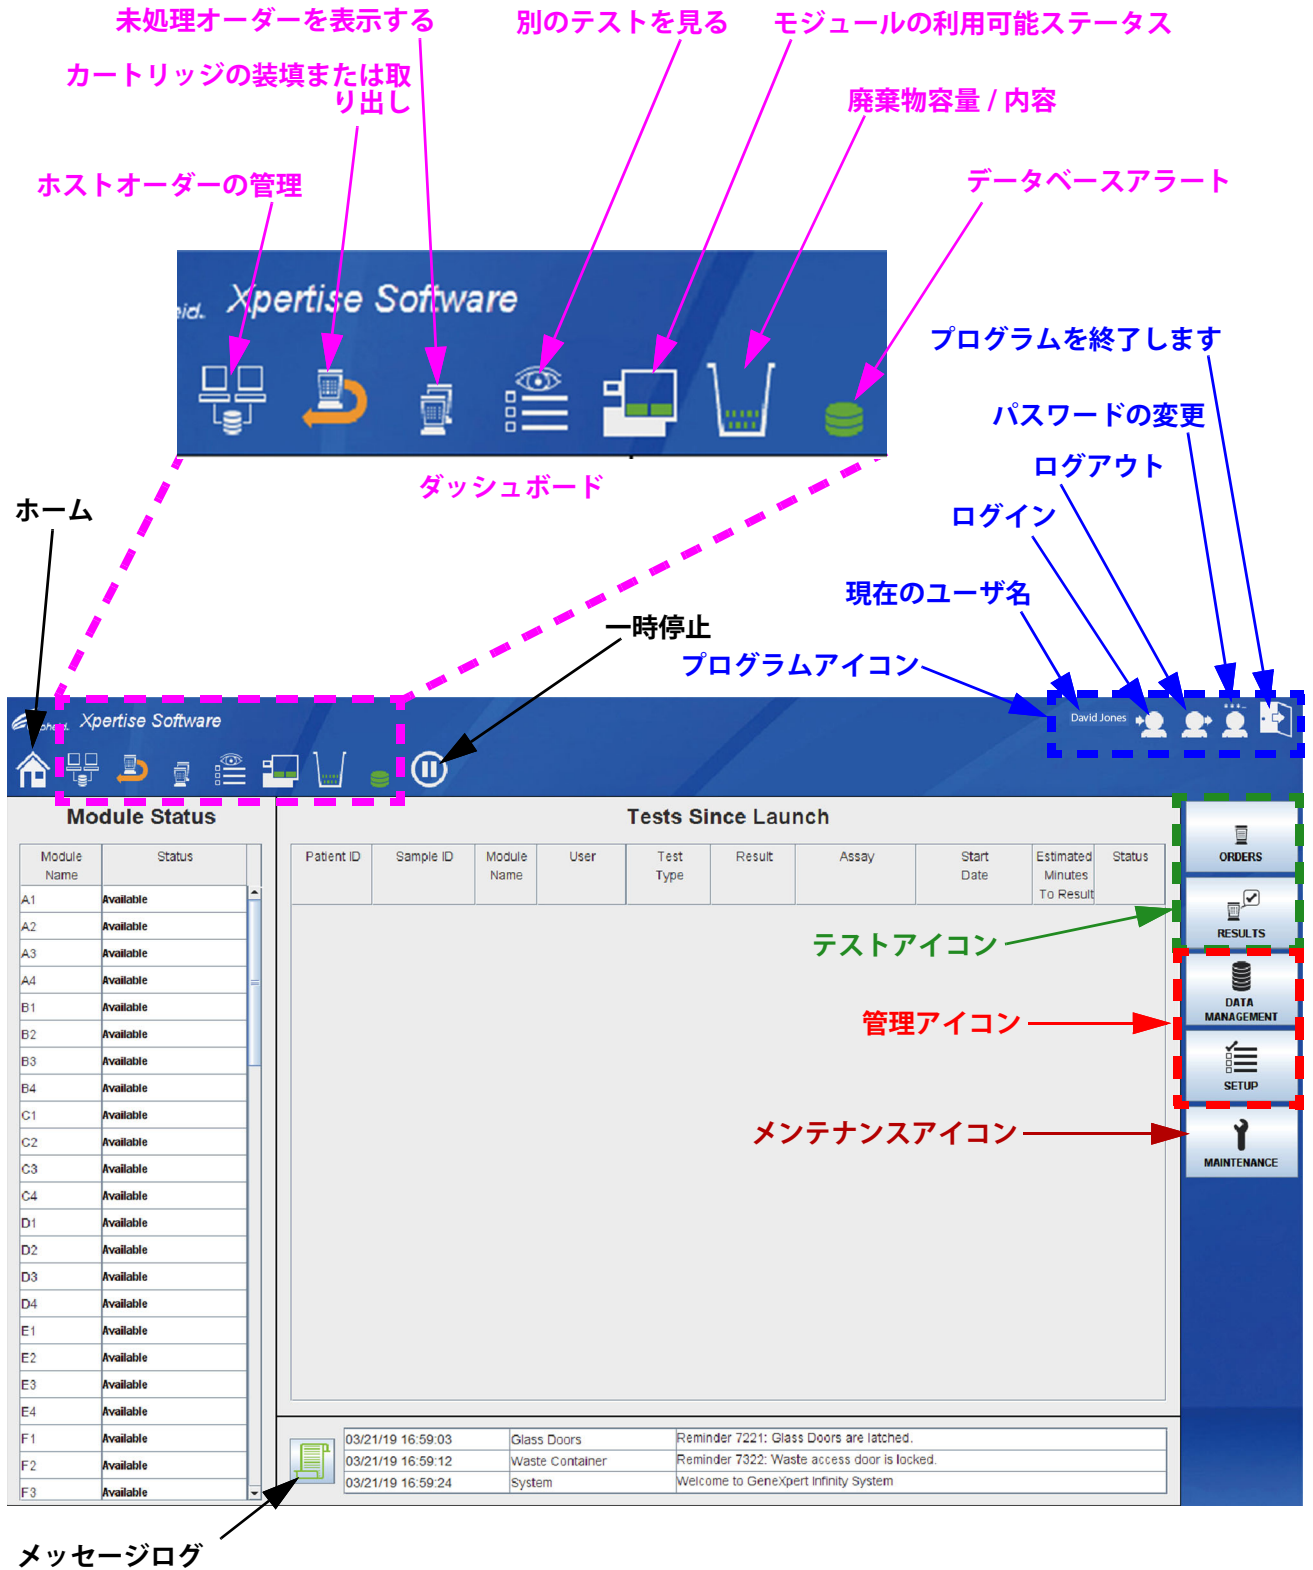 未処理オーダーを表示する
別のテストを見る
モジュールの利用可能ステータス
カートリッジの装填または取
り出し
廃棄物容量 / 内容
ホストオーダーの管理
データベースアラート
Xpertise Software
プログラムを終了します
パスワードの変更
ダッシュボード
ログアウト
ホーム
ログイン
現在のユーザ名
一時停止
プログラムアイコン
Xpertise Software
David Jones
Module Status
Tests Since Launch
Module Name
Status
Patient ID
Sample ID
Module Name
User
Test Type
Result
Assay
Start Date
Estimated Minutes To Result
Status
A1 Available
A2 Available
A3 Available
A4 Available
B1 Available
B2 Available
B3 Available
B4 Available
C1 Available
C2 Available
C3 Available
C4 Available
D1 Available
D2 Available
D3 Available
D4 Available
E1 Available
E2 Available
E3 Available
E4 Available
F1 Available
F2 Available
F3 Available
ORDERS
RESULTS
テストアイコン
DATA
MANAGEMENT
管理アイコン
SETUP
メンテナンスアイコン
MAINTENANCE
03/21/19 16:59:03 Glass Doors Reminder 7221: Glass Doors are latched.
03/21/19 16:59:12 Waste Container Reminder 7322: Waste access door is locked.
03/21/19 16:59:24 System Welcome to GeneXpert Infinity System
メッセージログ